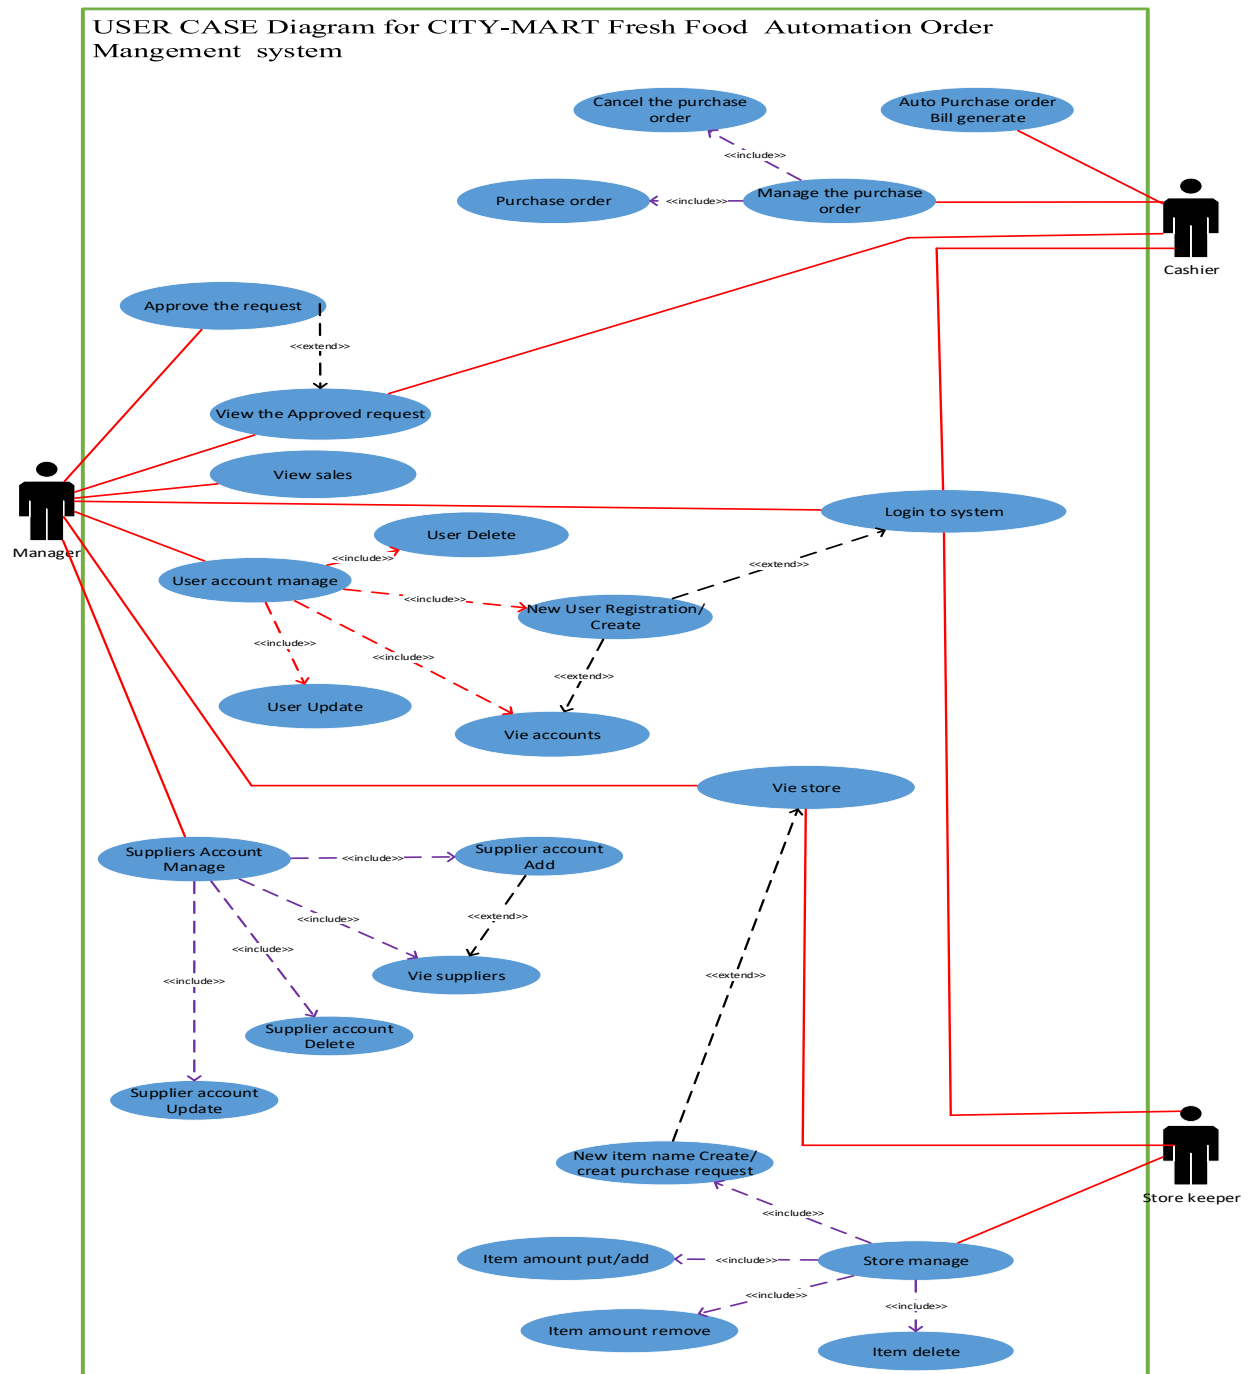 USER CASE Diagram for CITY-MART Fresh Food Automation Order
Mangement system
Cancel the purchase
order
Auto Purchase order
Bill generate
<<include>>
Purchase order
<<include>>
Manage the purchase
order
Cashier
Approve the request
<<extend>>
View the Approved request
View sales
Manager
Login to system
User Delete
<<include>>
<<extend>>
User account manage
<<include>>
New User Registration/
Create
<<include>>
<<include>>
<<extend>>
User Update
Vie accounts
Vie store
Suppliers Account
Manage
<<include>>
Supplier account
Add
<<include>>
<<extend>>
<<include>>
Vie suppliers
<<include>>
<<extend>>
Supplier account
Delete
Supplier account
Update
New item name Create/
creat purchase request
Store keeper
<<include>>
Item amount put/add
<<include>>
Store manage
<<include>>
<<include>>
Item amount remove
Item delete